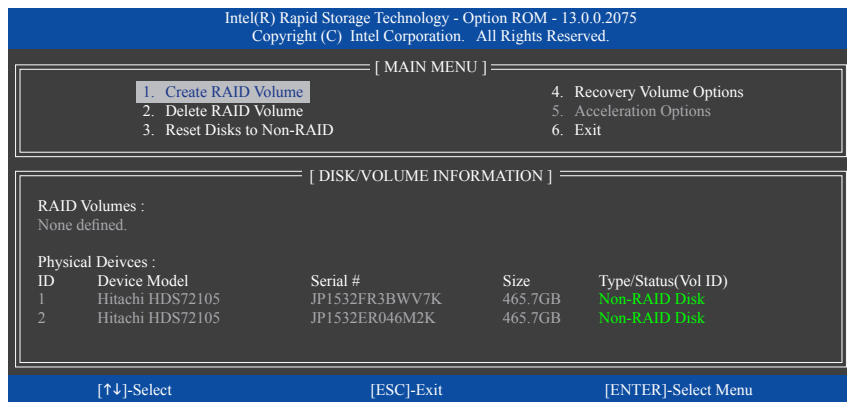 Intel(R) Rapid Storage Technology - Option ROM - 13.0.0.2075
Copyright (C) Intel Corporation. All Rights Reserved.
[ MAIN MENU ]
1. Create RAID Volume
2. Delete RAID Volume
3. Reset Disks to Non-RAID
4. Recovery Volume Options
5. Acceleration Options
6. Exit
[ DISK/VOLUME INFORMATION ]
RAID Volumes :
None defined.
Physical Deivces :
ID Device Model Serial # Size Type/Status(Vol ID)
1 Hitachi HDS72105 JP1532FR3BWV7K 465.7GB Non-RAID Disk
2 Hitachi HDS72105 JP1532ER046M2K 465.7GB Non-RAID Disk
[↑↓]-Select [ESC]-Exit [ENTER]-Select Menu